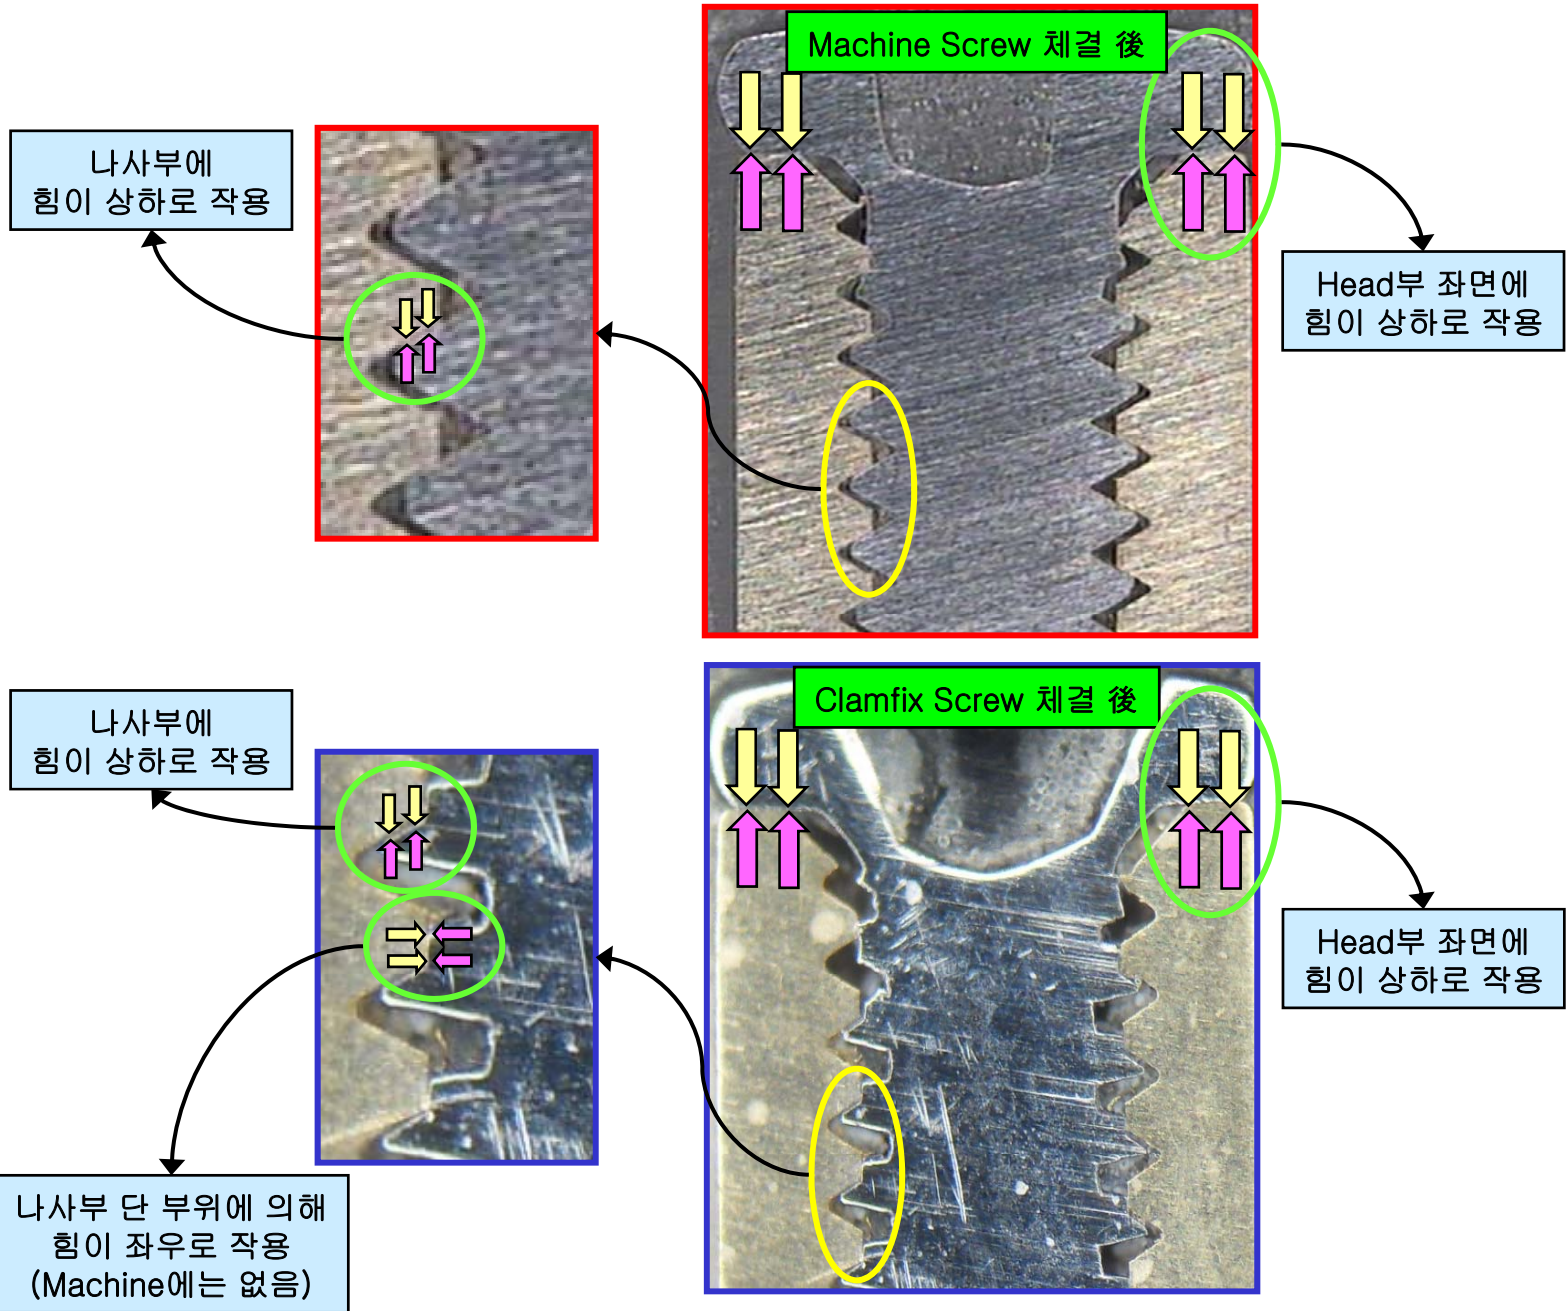 Machine Screw 체결 後
나사부에
힘이 상하로 작용
Head부 좌면에
힘이 상하로 작용
Clamfix Screw 체결 後
나사부에
힘이 상하로 작용
Head부 좌면에
힘이 상하로 작용
나사부 단 부위에 의해
힘이 좌우로 작용
(Machine에는 없음)